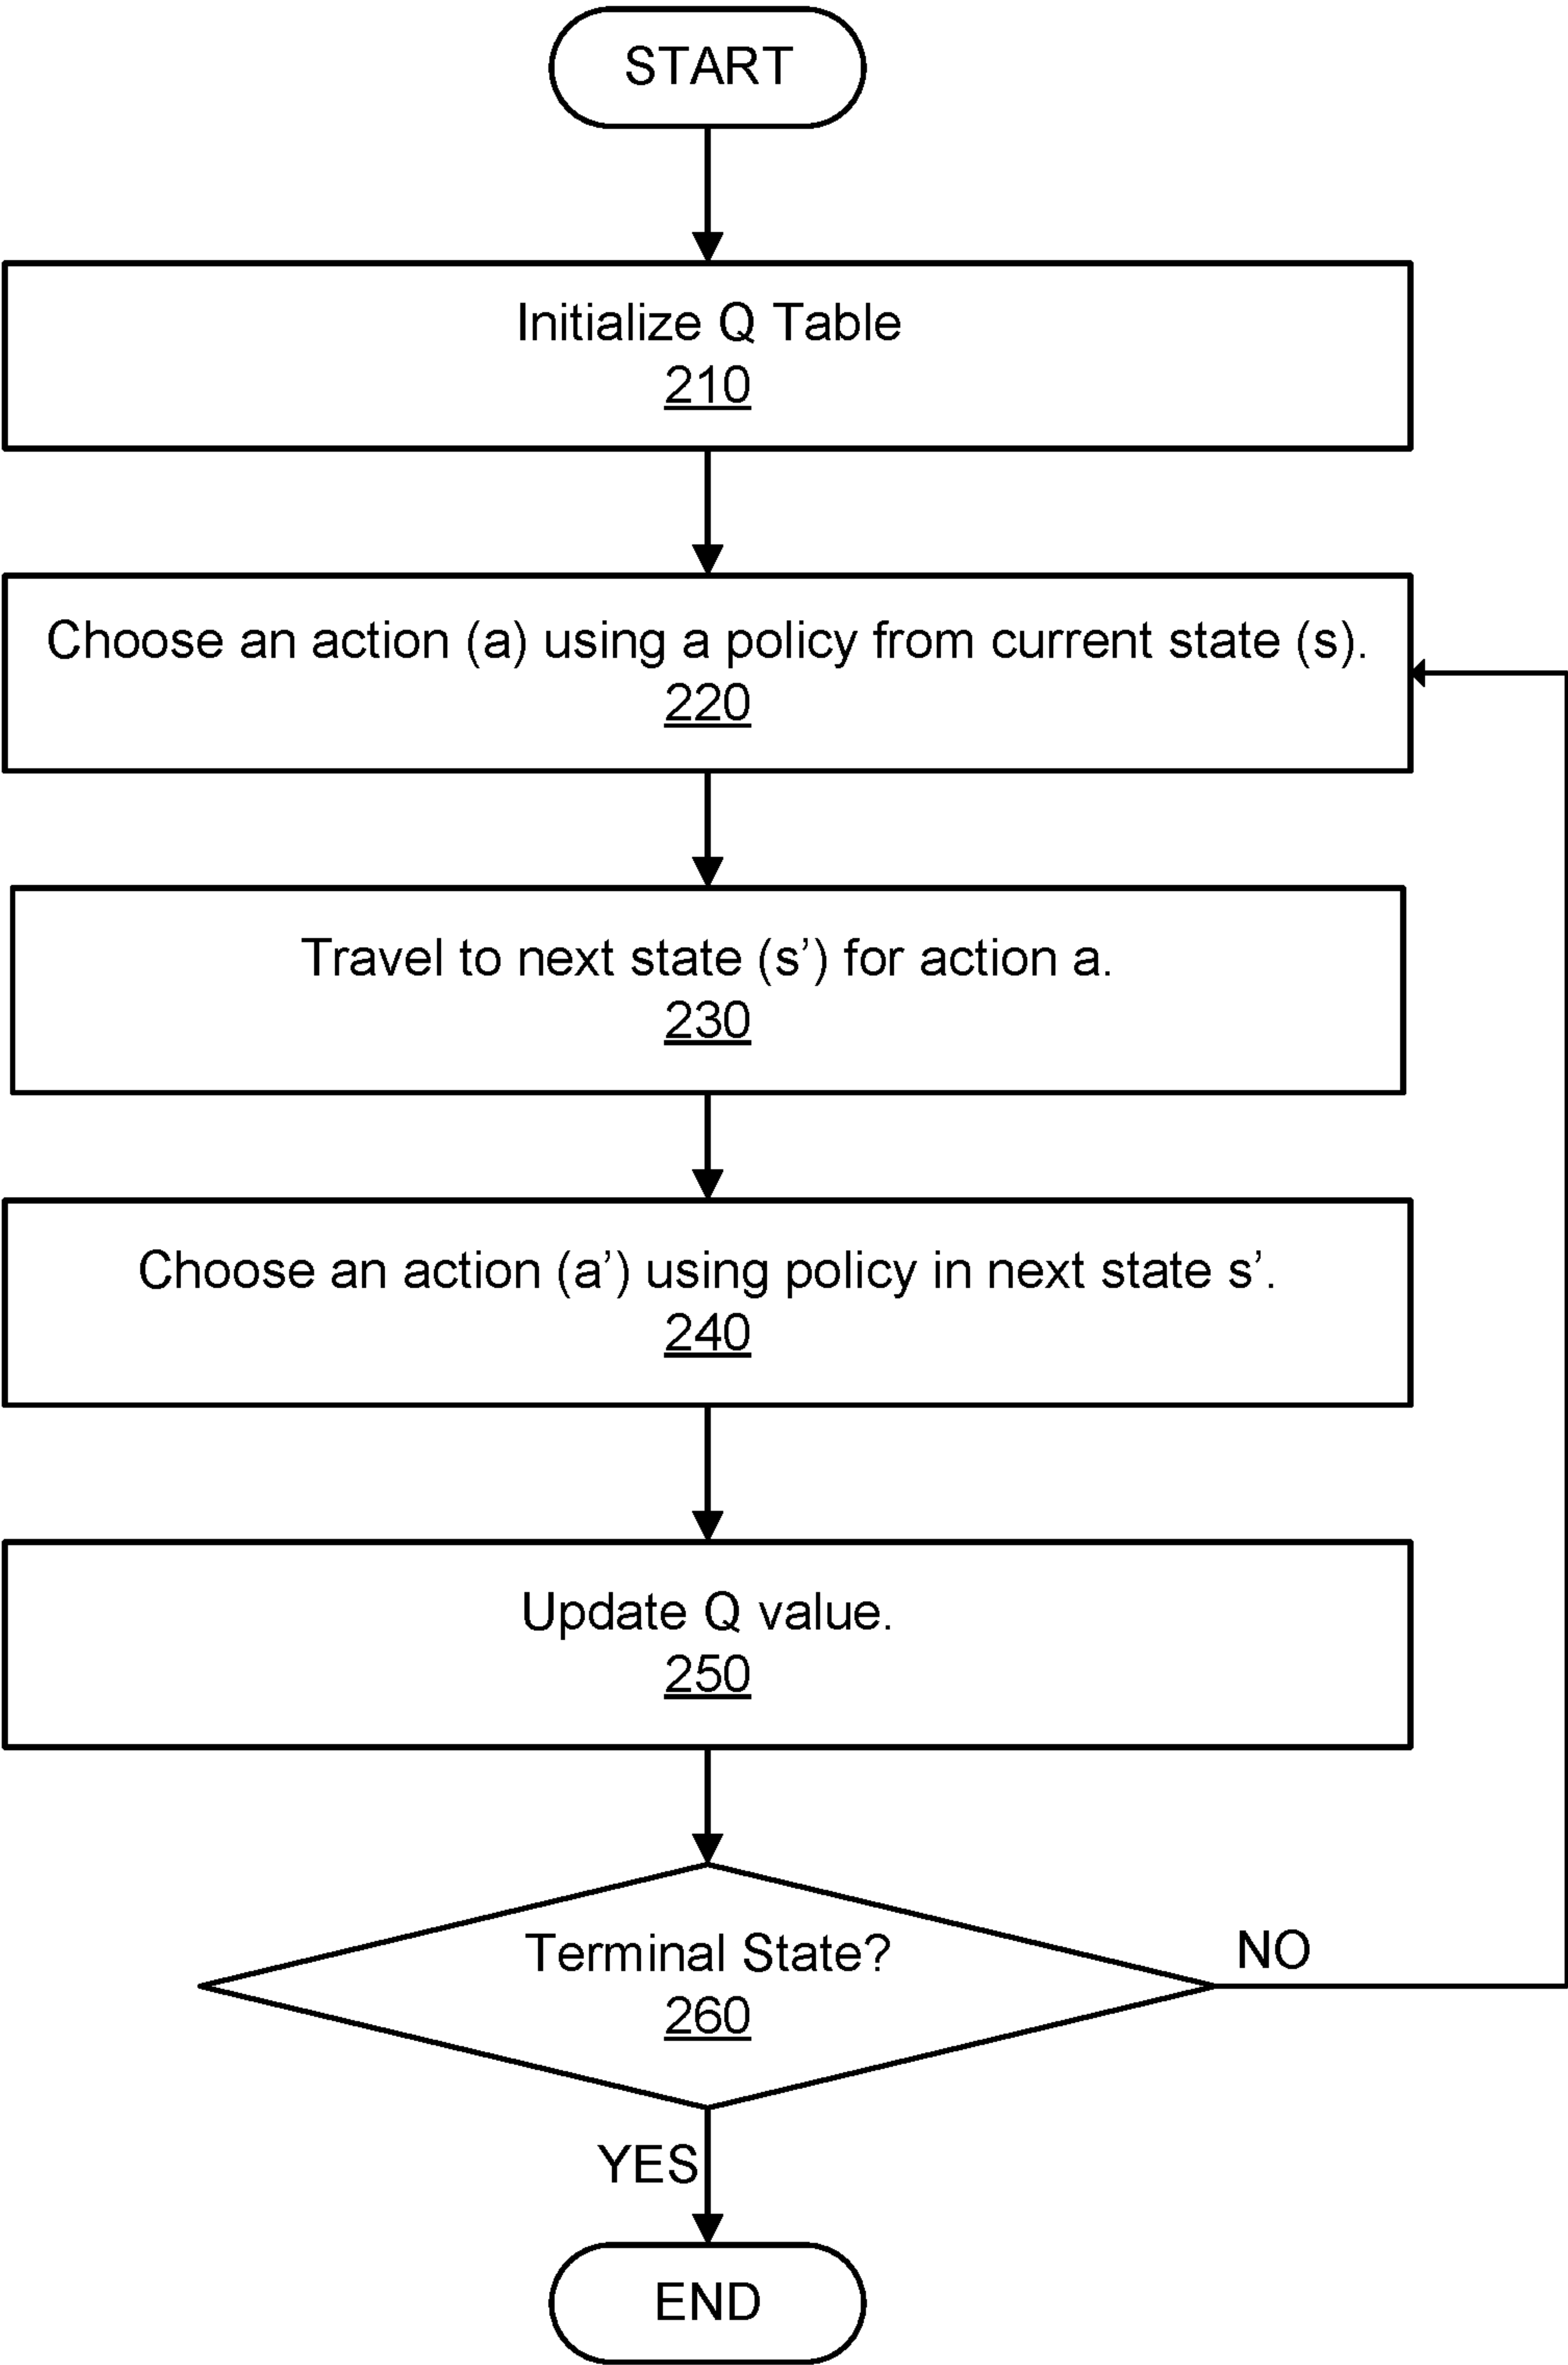 START
Initialize Q Table
210
Choose an action (a) using a policy from current state (s).
220
Travel to next state (s’) for action a.
230
Choose an action (a’) using policy in next state s’.
240
Update Q value.
250
Terminal State?
260
NO
YES
END